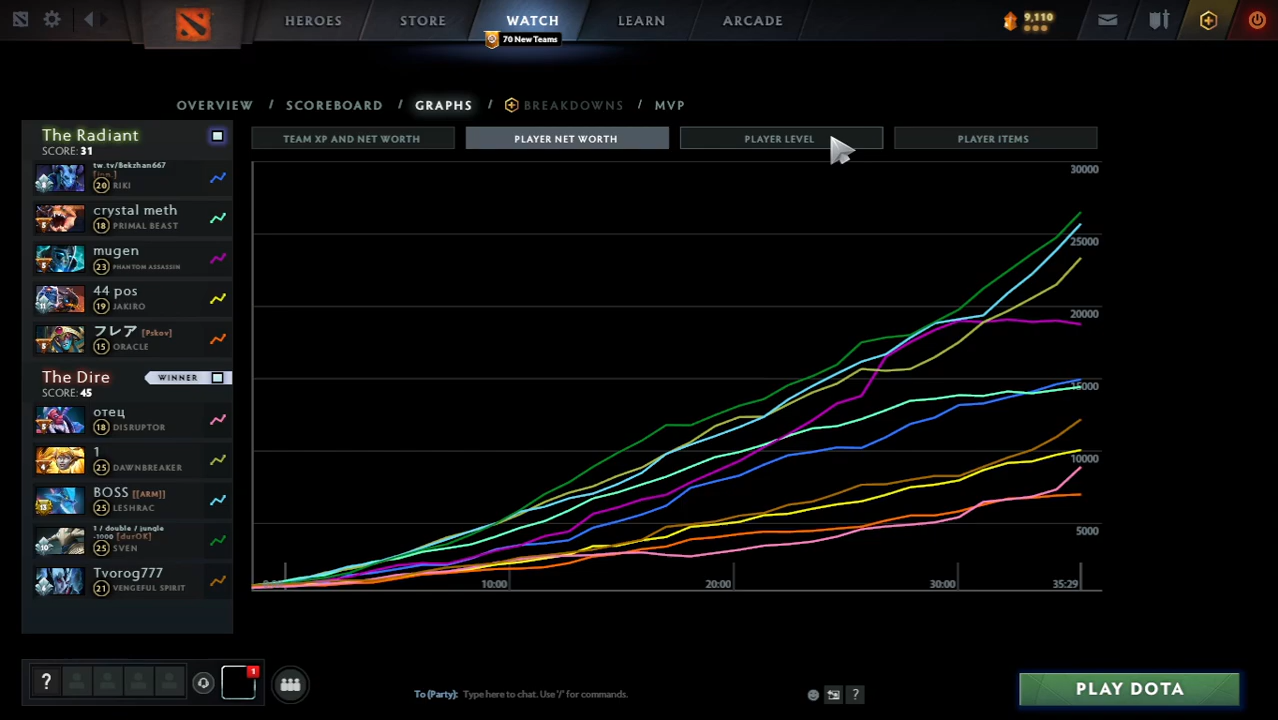 HEROES
STORE
WATCH
LEARN
ARCADE
9,110
70 New Teams
OVERVIEW / SCOREBOARD / GRAPHS / BREAKDOWNS / MVP
The Radiant
SCORE: 31
TEAM XP AND NET WORTH
PLAYER NET WORTH
PLAYER LEVEL
PLAYER ITEMS
tw.tv/Bekzhan667
20 RIKI
crystal meth
18 PRIMAL BEAST
mugen
23 PHANTOM ASSASSIN
44 pos
19 JAKIRO
フレア [Pskov]
15 ORACLE
The Dire
WINNER
SCORE: 45
отец
18 DISRUPTOR
1
25 DAWNBREAKER
BOSS [[ARM]]
25 LESHRAC
1 / double / jungle
-1000 [durOK]
25 SVEN
Tvorog777
21 VENGEFUL SPIRIT
30000
25000
20000
15000
10000
5000
10:00
20:00
30:00
35:29
?
1
To (Party): Type here to chat. Use '/' for commands.
?
PLAY DOTA